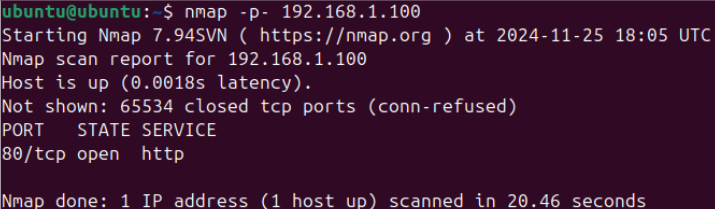 ubuntu@ubuntu:~$ nmap -p- 192.168.1.100
Starting Nmap 7.94SVN ( https://nmap.org ) at 2024-11-25 18:05 UTC
Nmap scan report for 192.168.1.100
Host is up (0.0018s latency).
Not shown: 65534 closed tcp ports (conn-refused)
PORT   STATE SERVICE
80/tcp open  http

Nmap done: 1 IP address (1 host up) scanned in 20.46 seconds